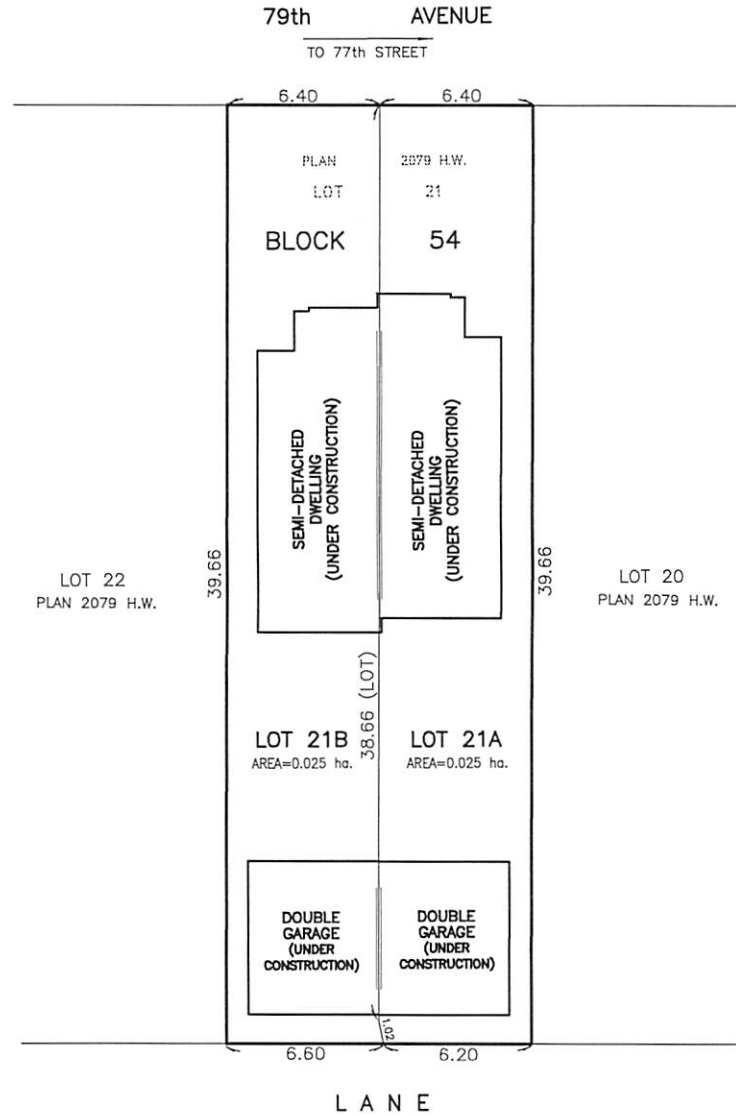 79th AVENUE
TO 77th STREET
6.40 6.40
PLAN 2079 H.W.
LOT 21
BLOCK 54
SEMI-DETACHED
DWELLING
(UNDER CONSTRUCTION)
SEMI-DETACHED
DWELLING
(UNDER CONSTRUCTION)
39.66
39.66
LOT 22
PLAN 2079 H.W.
LOT 20
PLAN 2079 H.W.
38.66 (LOT)
LOT 21B
AREA=0.025 ha.
LOT 21A
AREA=0.025 ha.
DOUBLE
GARAGE
(UNDER
CONSTRUCTION)
DOUBLE
GARAGE
(UNDER
CONSTRUCTION)
1.02
6.60 6.20
LANE